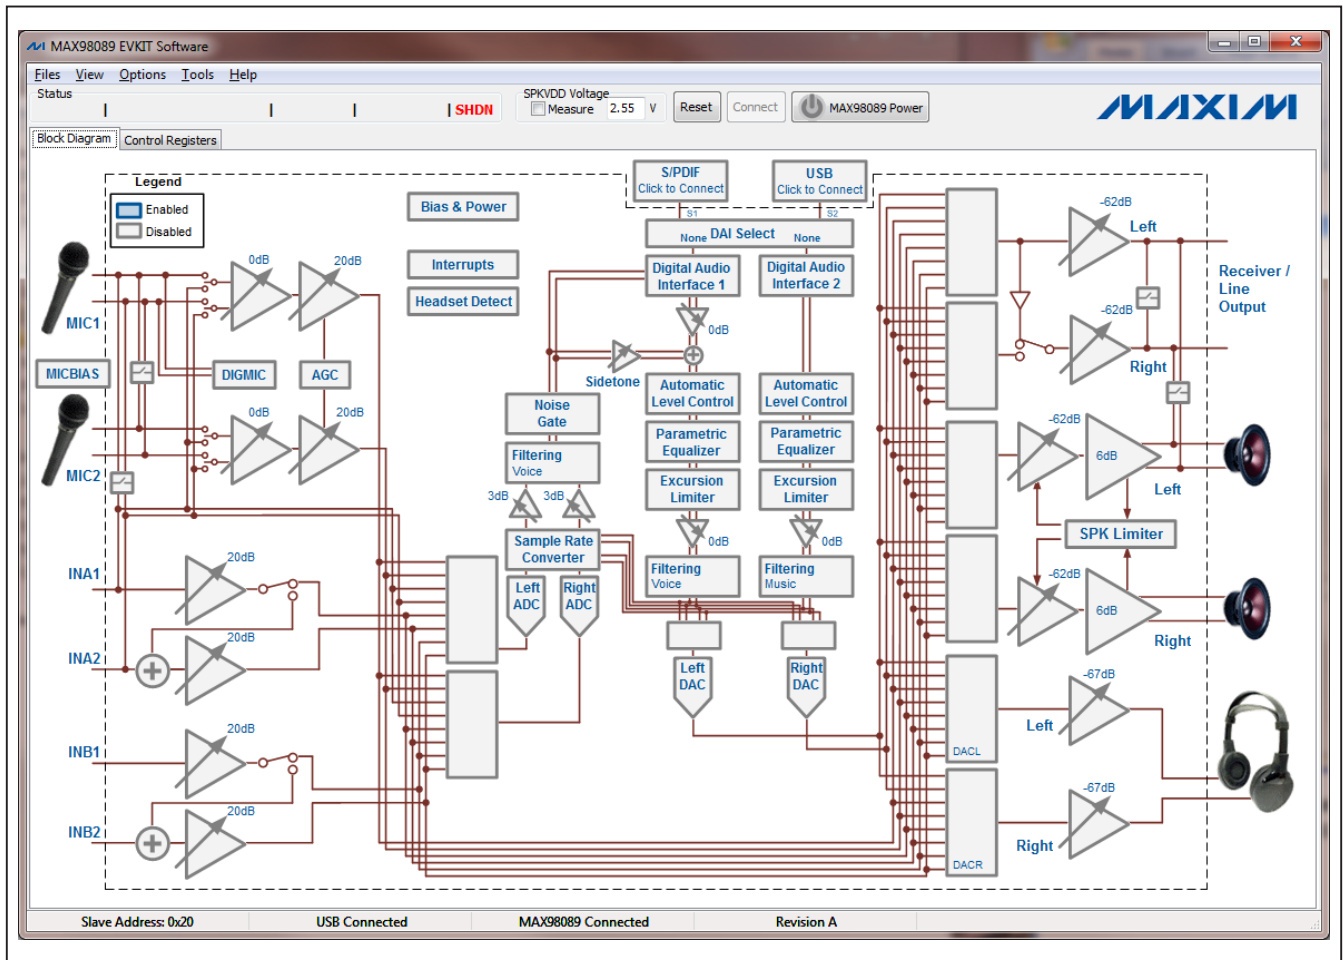 MAX98089 EVKIT Software
Files View Options Tools Help
Status
SHDN
SPKVDD Voltage
Measure 2.55 V
Reset
Connect
MAX98089 Power
MAXIM
Block Diagram
Control Registers
Legend
Enabled
Disabled
Bias & Power
Interrupts
Headset Detect
S/PDIF
Click to Connect
USB
Click to Connect
S1
S2
None DAI Select None
Digital Audio
Interface 1
Digital Audio
Interface 2
0dB
Sidetone
Automatic
Level Control
Automatic
Level Control
Noise
Gate
Parametric
Equalizer
Parametric
Equalizer
Filtering
Voice
Excursion
Limiter
Excursion
Limiter
3dB
3dB
0dB
0dB
Sample Rate
Converter
Filtering
Voice
Filtering
Music
Left
ADC
Right
ADC
Left
DAC
Right
DAC
MIC1
MICBIAS
MIC2
0dB
20dB
DIGMIC
AGC
0dB
20dB
INA1
20dB
INA2
20dB
INB1
20dB
INB2
20dB
-62dB
Left
Receiver /
Line
Output
-62dB
Right
-62dB
6dB
Left
SPK Limiter
-62dB
6dB
Right
-67dB
Left
DACL
-67dB
Right
DACR
Slave Address: 0x20
USB Connected
MAX98089 Connected
Revision A